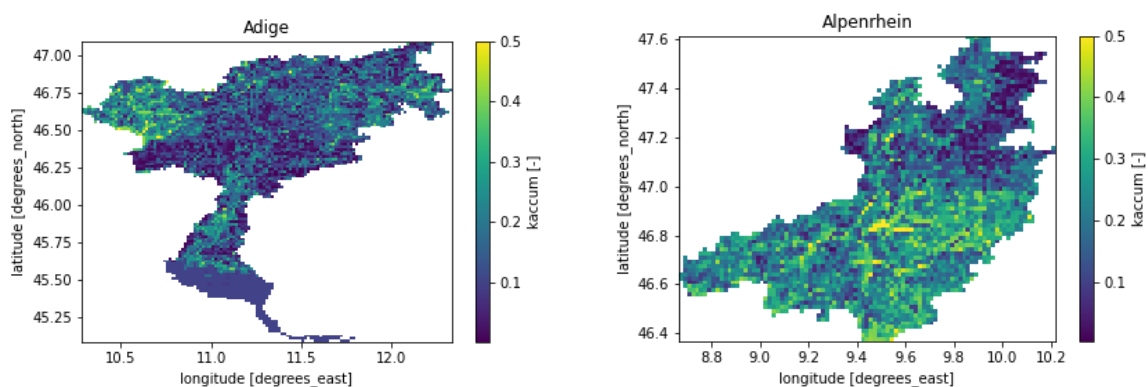 Adige
47.00
46.75
46.50
46.25
46.00
45.75
45.50
45.25
latitude [degrees_north]
10.5 11.0 11.5 12.0
longitude [degrees_east]
0.5
0.4
0.3
0.2
0.1
kaccum [-]
Alpenrhein
47.6
47.4
47.2
47.0
46.8
46.6
46.4
latitude [degrees_north]
8.8 9.0 9.2 9.4 9.6 9.8 10.0 10.2
longitude [degrees_east]
0.5
0.4
0.3
0.2
0.1
kaccum [-]